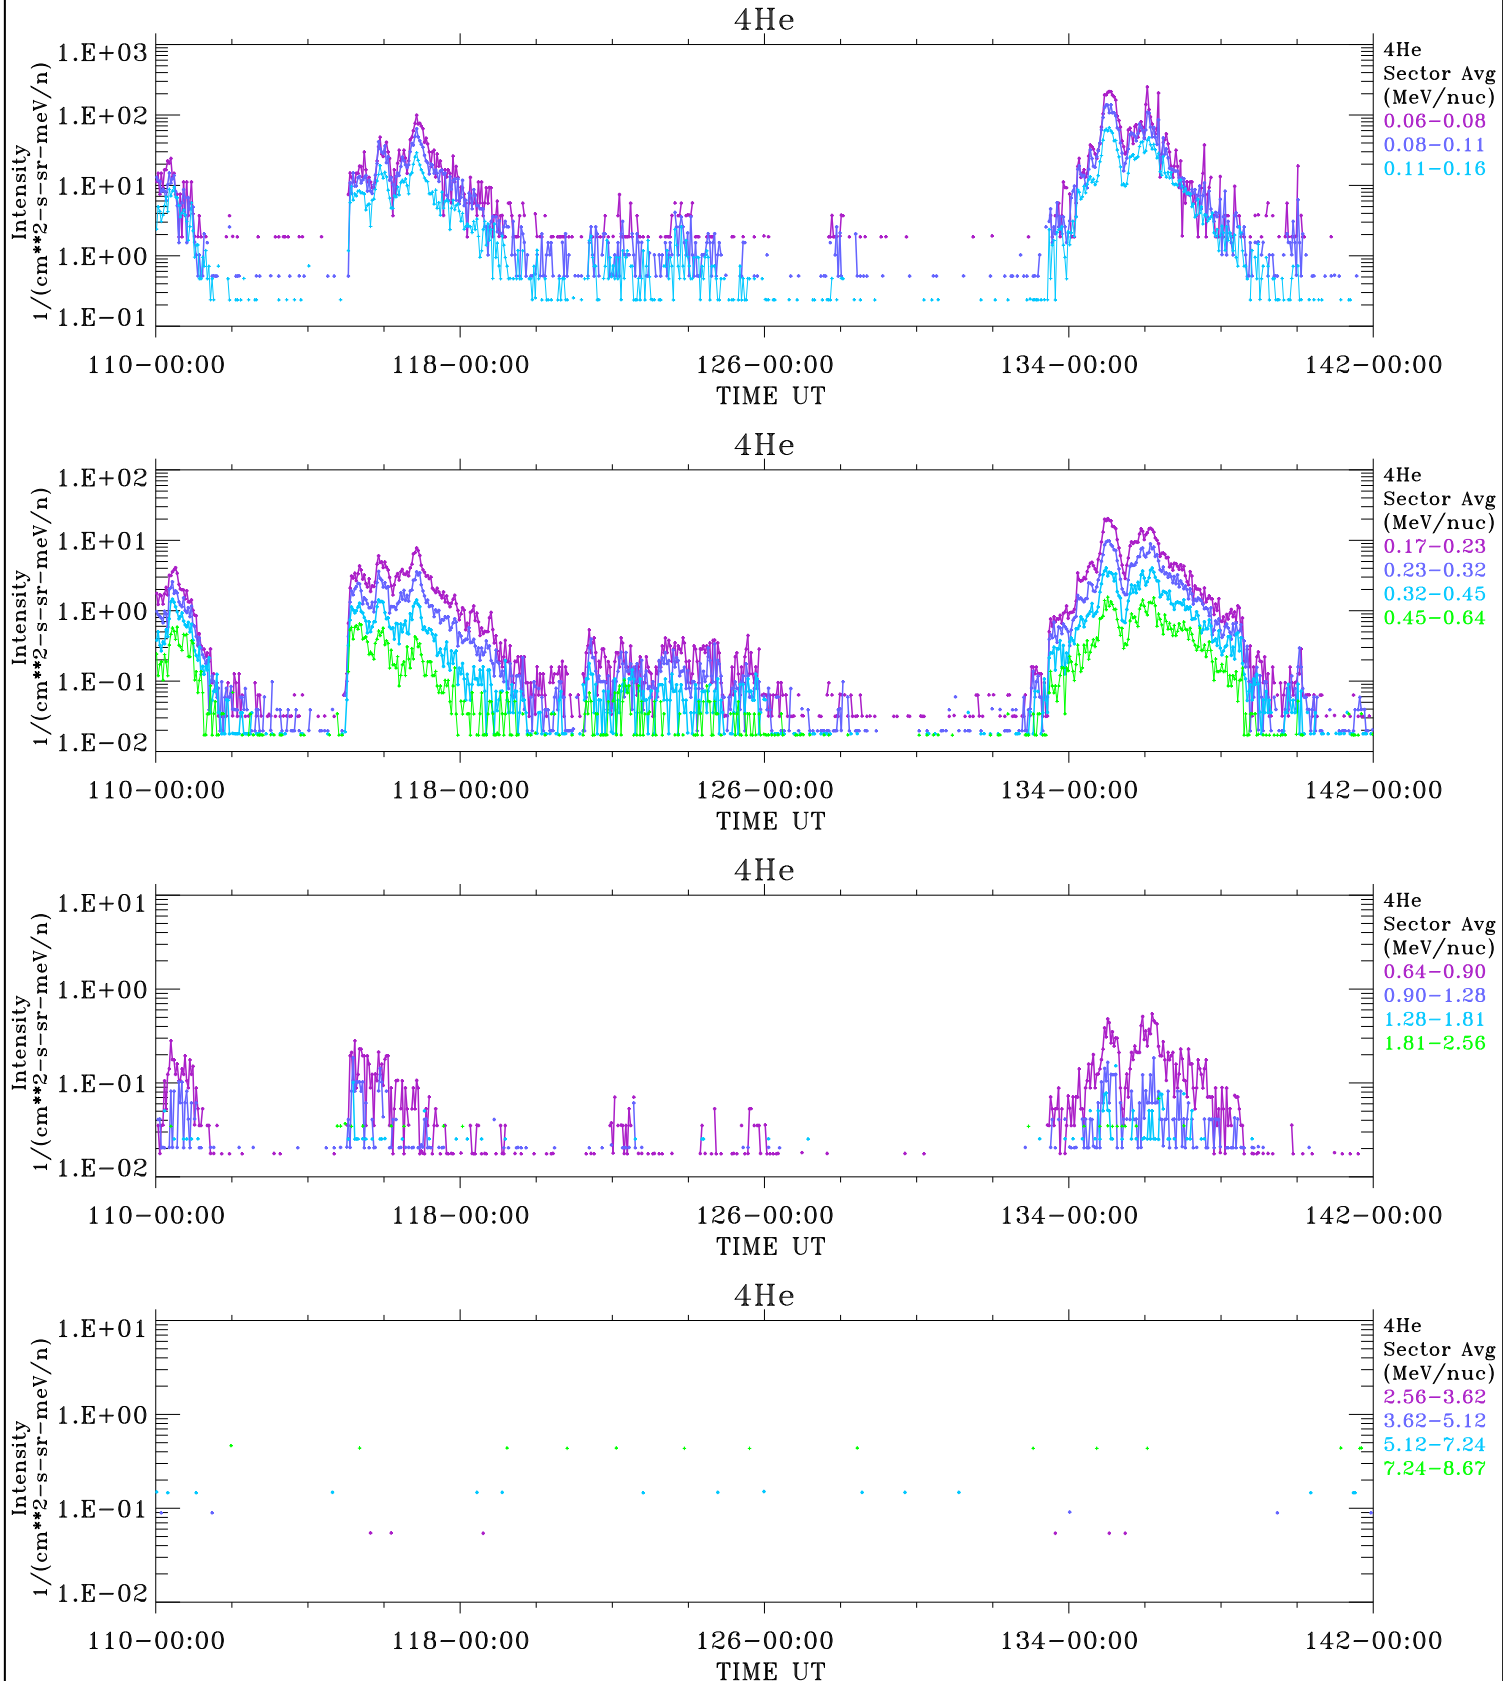 4He
1.E+03
1.E+02
1.E+01
1.E+00
1.E-01
Intensity
1/(cm**2-s-sr-meV/n)
4He
Sector Avg
(MeV/nuc)
0.06-0.08
0.08-0.11
0.11-0.16
110-00:00 118-00:00 126-00:00 134-00:00 142-00:00
TIME UT
4He
1.E+02
1.E+01
1.E+00
1.E-01
1.E-02
Intensity
1/(cm**2-s-sr-meV/n)
4He
Sector Avg
(MeV/nuc)
0.17-0.23
0.23-0.32
0.32-0.45
0.45-0.64
110-00:00 118-00:00 126-00:00 134-00:00 142-00:00
TIME UT
4He
1.E+01
1.E+00
1.E-01
1.E-02
Intensity
1/(cm**2-s-sr-meV/n)
4He
Sector Avg
(MeV/nuc)
0.64-0.90
0.90-1.28
1.28-1.81
1.81-2.56
110-00:00 118-00:00 126-00:00 134-00:00 142-00:00
TIME UT
4He
1.E+01
1.E+00
1.E-01
1.E-02
Intensity
1/(cm**2-s-sr-meV/n)
4He
Sector Avg
(MeV/nuc)
2.56-3.62
3.62-5.12
5.12-7.24
7.24-8.67
110-00:00 118-00:00 126-00:00 134-00:00 142-00:00
TIME UT